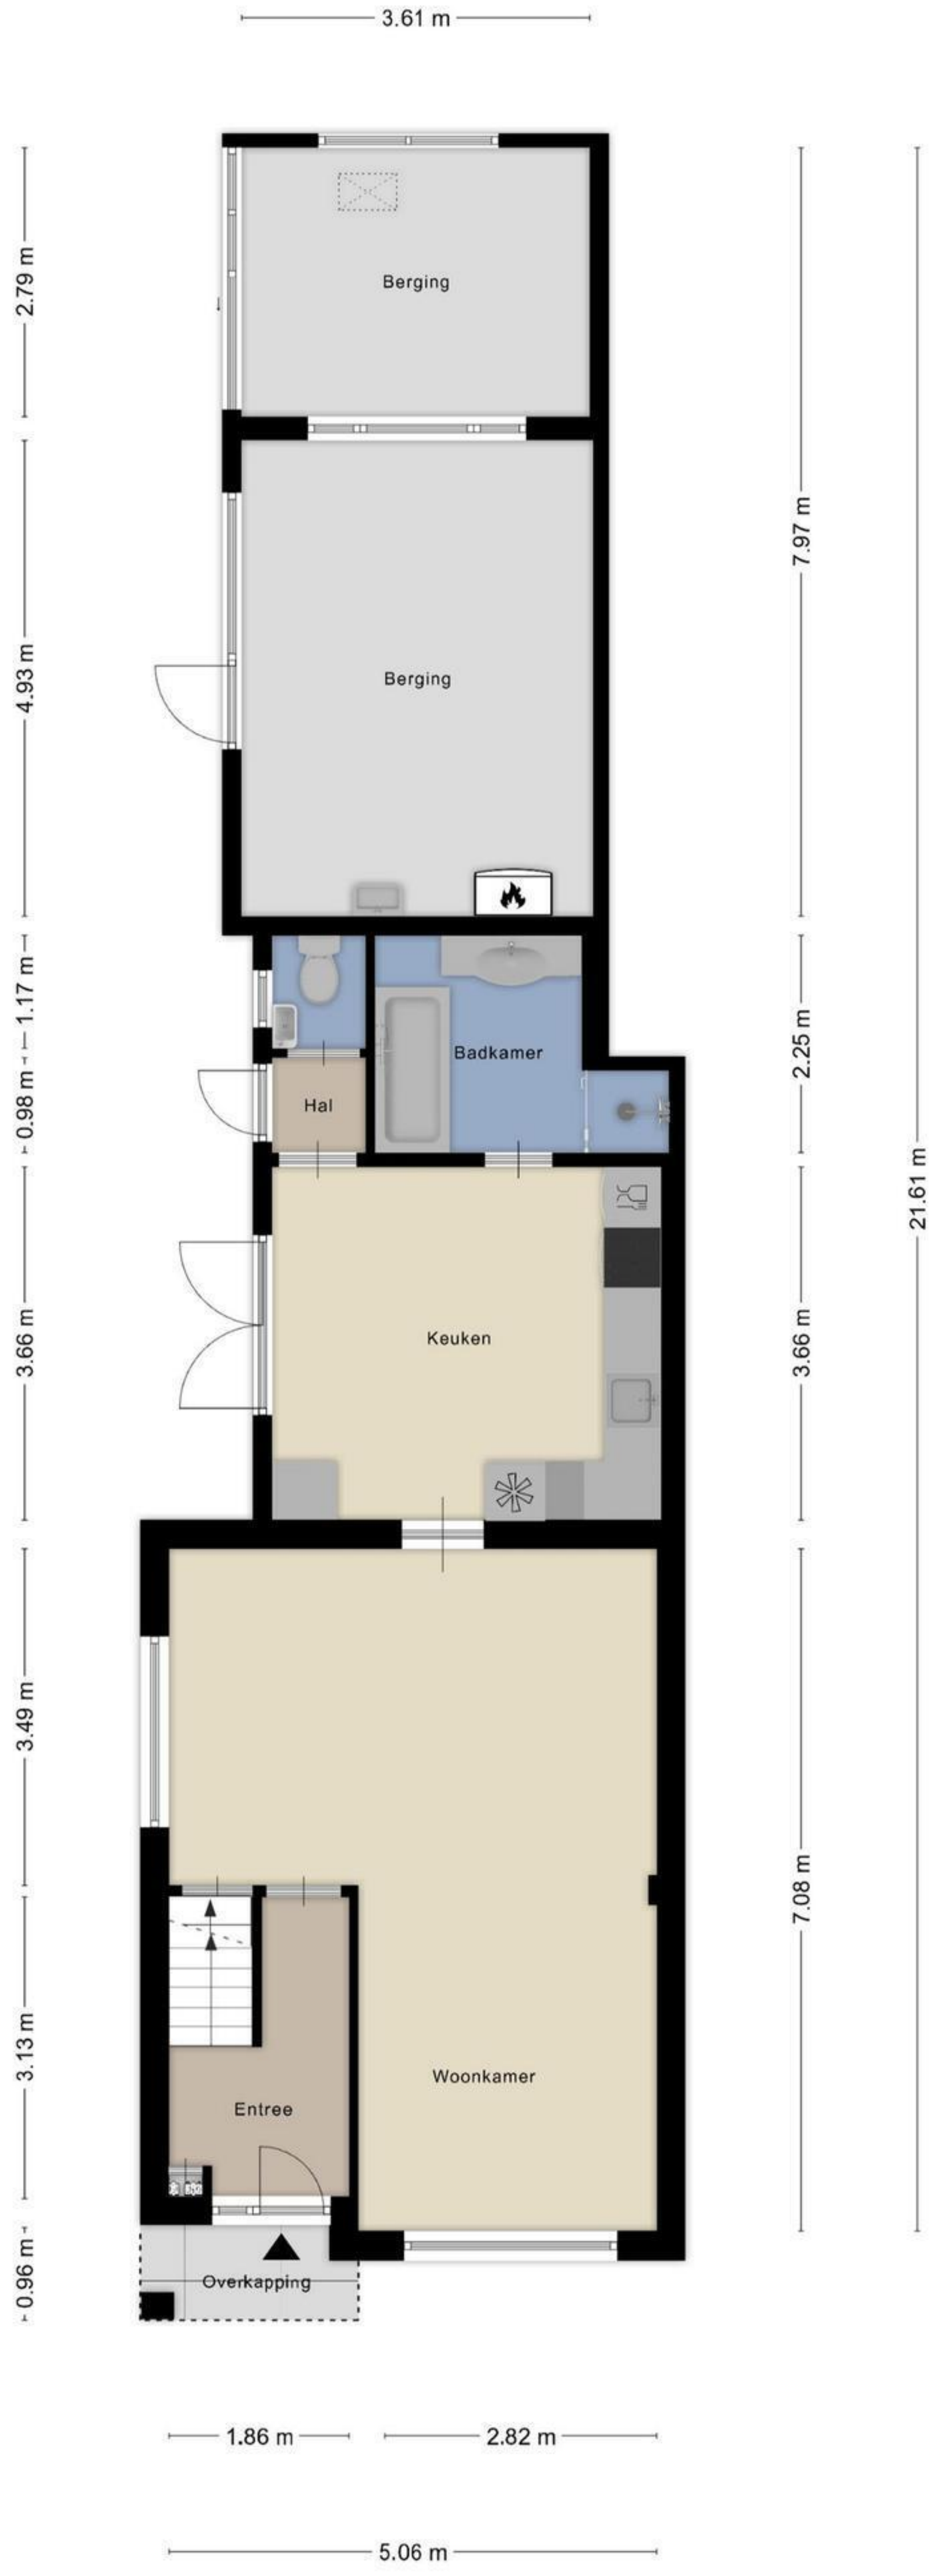 3.61 m
2.79 m
Berging
7.97 m
4.93 m
Berging
1.17 m
2.25 m
Badkamer
0.98 m
Hal
21.61 m
3.66 m
Keuken
3.66 m
3.49 m
7.08 m
3.13 m
Woonkamer
Entree
0.96 m
Overkapping
1.86 m
2.82 m
5.06 m